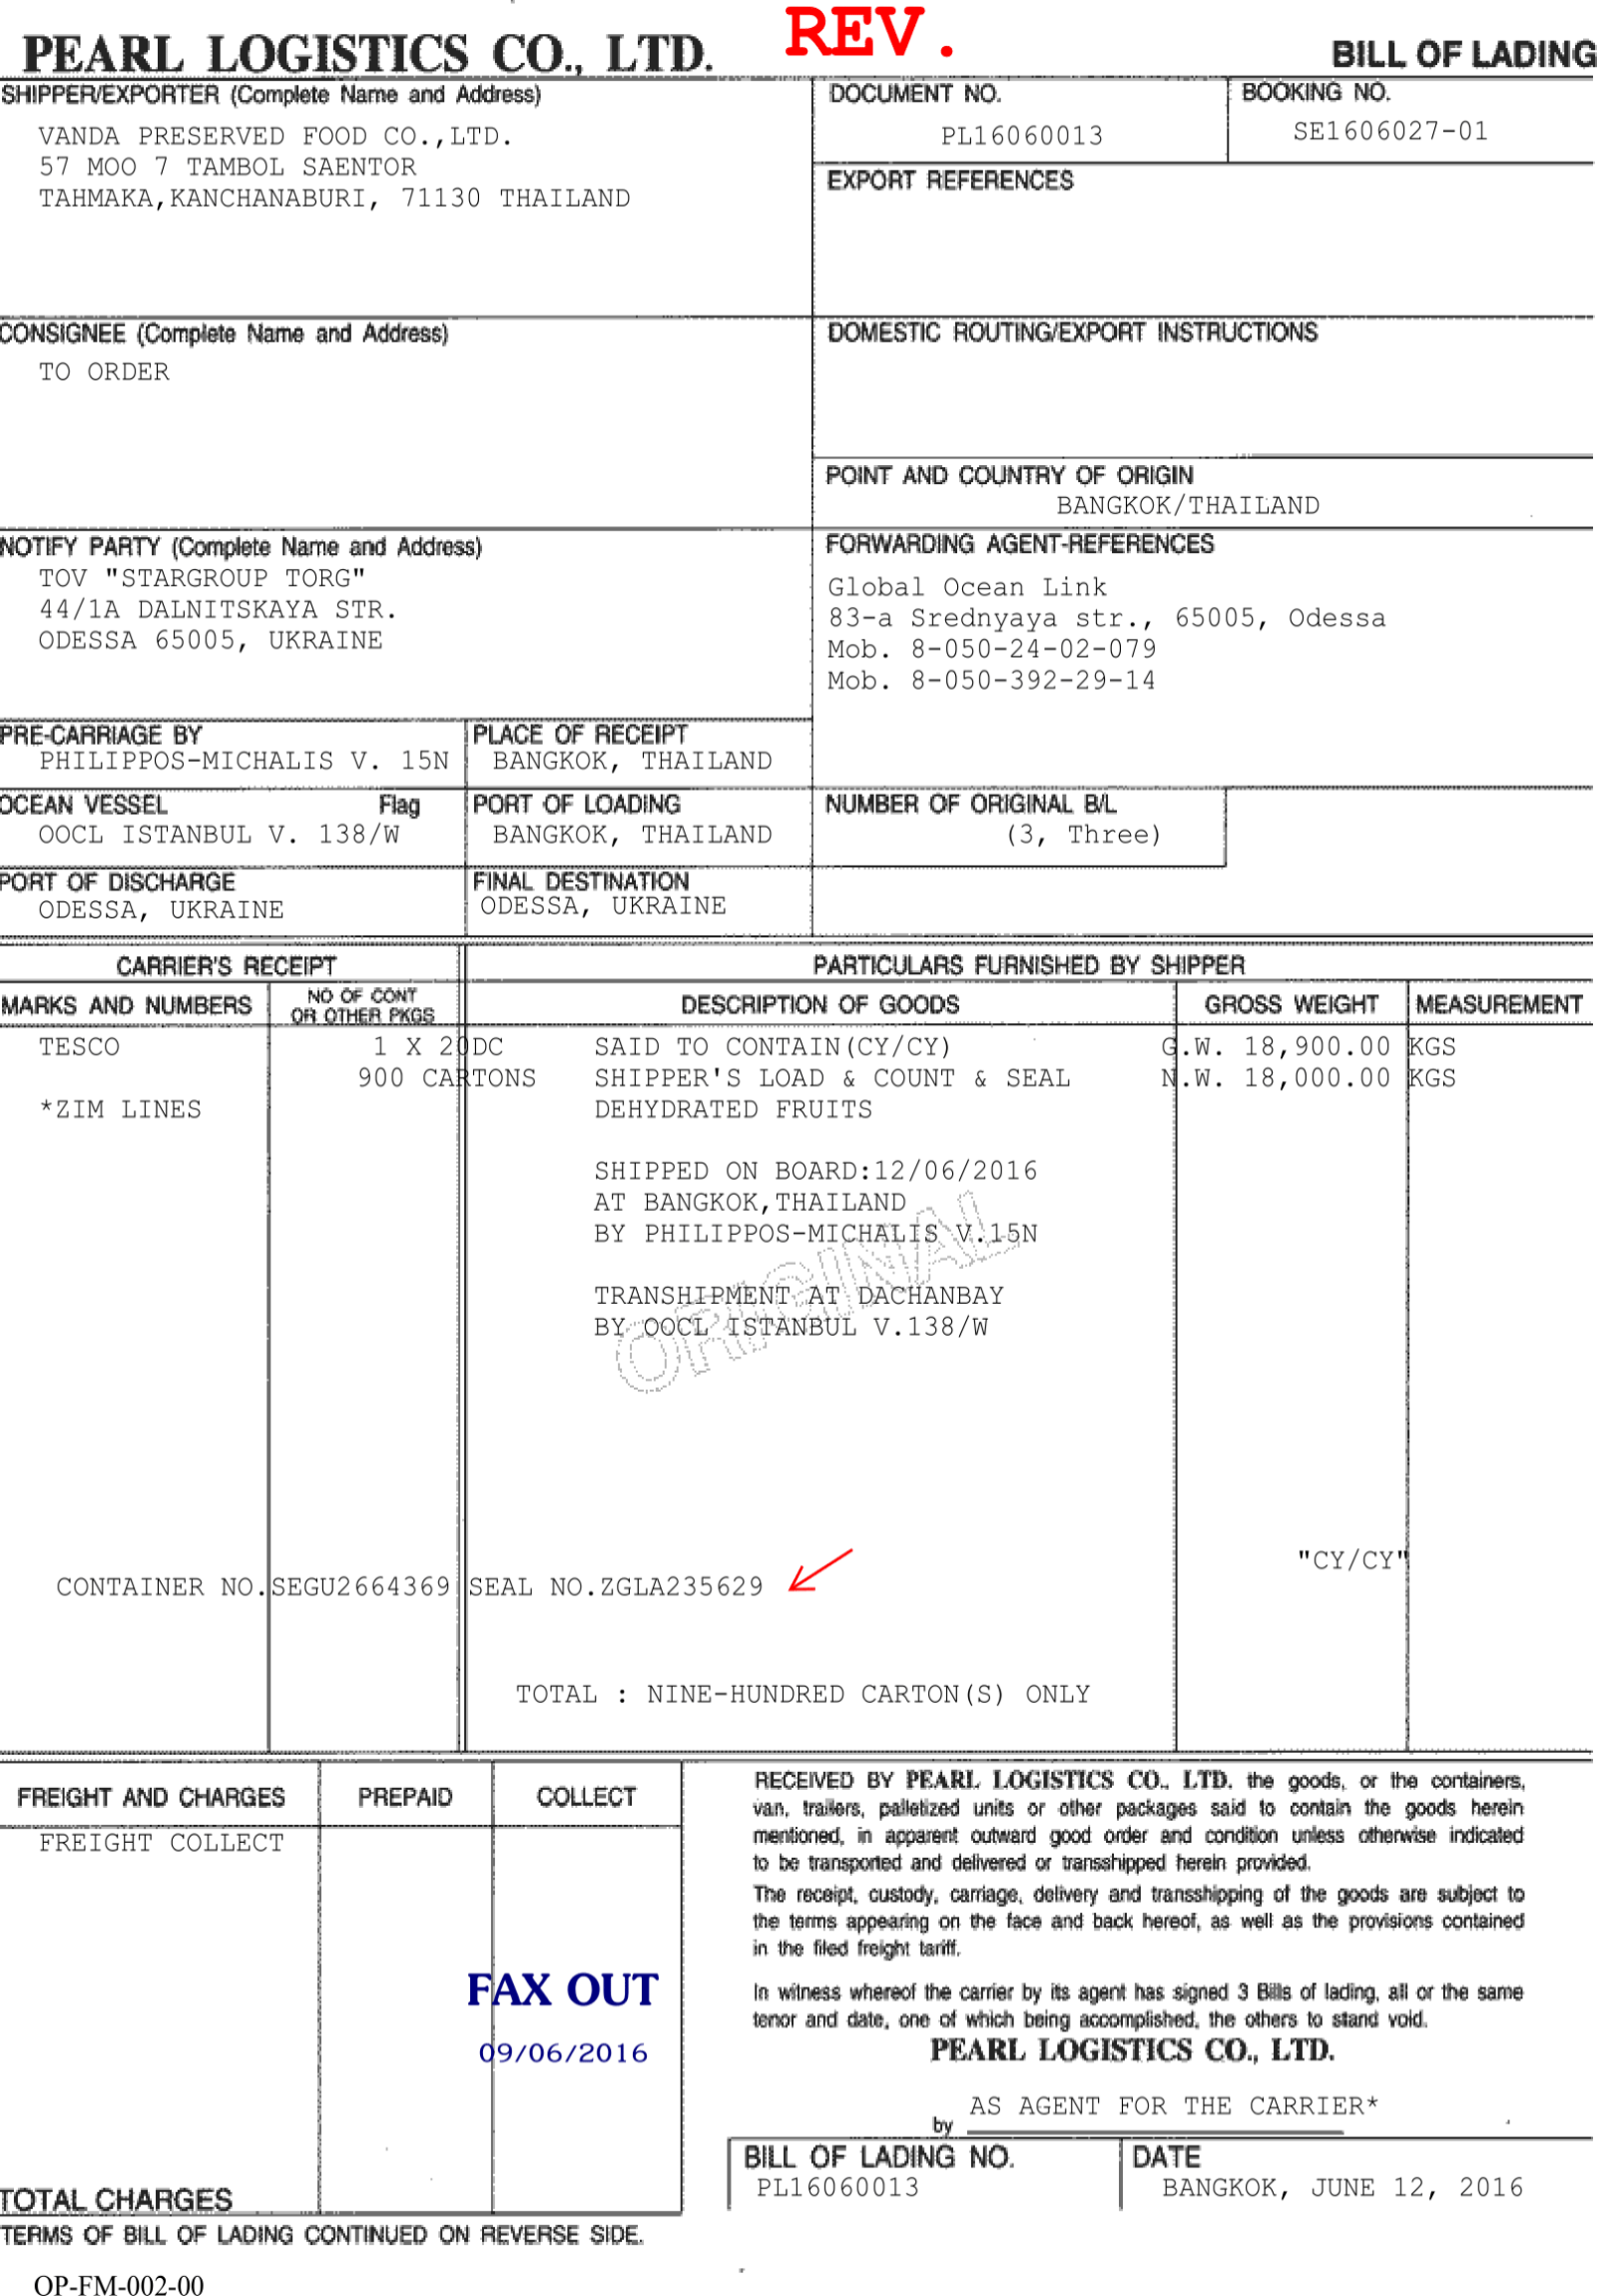 REV.
PEARL LOGISTICS CO., LTD.
BILL OF LADING
SHIPPER/EXPORTER (Complete Name and Address)
VANDA PRESERVED FOOD CO.,LTD.
57 MOO 7 TAMBOL SAENTOR
TAHMAKA,KANCHANABURI, 71130 THAILAND
DOCUMENT NO.
PL16060013
BOOKING NO.
SE1606027-01
EXPORT REFERENCES
CONSIGNEE (Complete Name and Address)
TO ORDER
DOMESTIC ROUTING/EXPORT INSTRUCTIONS
POINT AND COUNTRY OF ORIGIN
BANGKOK/THAILAND
NOTIFY PARTY (Complete Name and Address)
TOV "STARGROUP TORG"
44/1A DALNITSKAYA STR.
ODESSA 65005, UKRAINE
FORWARDING AGENT-REFERENCES
Global Ocean Link
83-a Srednyaya str., 65005, Odessa
Mob. 8-050-24-02-079
Mob. 8-050-392-29-14
PRE-CARRIAGE BY
PHILIPPOS-MICHALIS V. 15N
PLACE OF RECEIPT
BANGKOK, THAILAND
OCEAN VESSEL Flag
OOCL ISTANBUL V. 138/W
PORT OF LOADING
BANGKOK, THAILAND
NUMBER OF ORIGINAL B/L
(3, Three)
PORT OF DISCHARGE
ODESSA, UKRAINE
FINAL DESTINATION
ODESSA, UKRAINE
CARRIER'S RECEIPT
PARTICULARS FURNISHED BY SHIPPER
MARKS AND NUMBERS
NO OF CONT
OR OTHER PKGS
DESCRIPTION OF GOODS
GROSS WEIGHT
MEASUREMENT
TESCO 1 X 20DC SAID TO CONTAIN(CY/CY) G.W. 18,900.00 KGS
900 CARTONS SHIPPER'S LOAD & COUNT & SEAL N.W. 18,000.00 KGS
*ZIM LINES DEHYDRATED FRUITS
SHIPPED ON BOARD:12/06/2016
AT BANGKOK,THAILAND
BY PHILIPPOS-MICHALIS V.15N
ORIGINAL
TRANSHIPMENT AT DACHANBAY
BY OOCL ISTANBUL V.138/W
"CY/CY"
CONTAINER NO.SEGU2664369 SEAL NO.ZGLA235629
TOTAL : NINE-HUNDRED CARTON(S) ONLY
FREIGHT AND CHARGES
PREPAID
COLLECT
FREIGHT COLLECT
FAX OUT
09/06/2016
TOTAL CHARGES
RECEIVED BY PEARL LOGISTICS CO., LTD. the goods, or the containers,
van, trailers, palletized units or other packages said to contain the goods herein
mentioned, in apparent outward good order and condition unless otherwise indicated
to be transported and delivered or transshipped herein provided.
The receipt, custody, carriage, delivery and transshipping of the goods are subject to
the terms appearing on the face and back hereof, as well as the provisions contained
in the filed freight tariff.
In witness whereof the carrier by its agent has signed 3 Bills of lading, all or the same
tenor and date, one of which being accomplished, the others to stand void.
PEARL LOGISTICS CO., LTD.
by AS AGENT FOR THE CARRIER*
BILL OF LADING NO.
PL16060013
DATE
BANGKOK, JUNE 12, 2016
TERMS OF BILL OF LADING CONTINUED ON REVERSE SIDE.
OP-FM-002-00